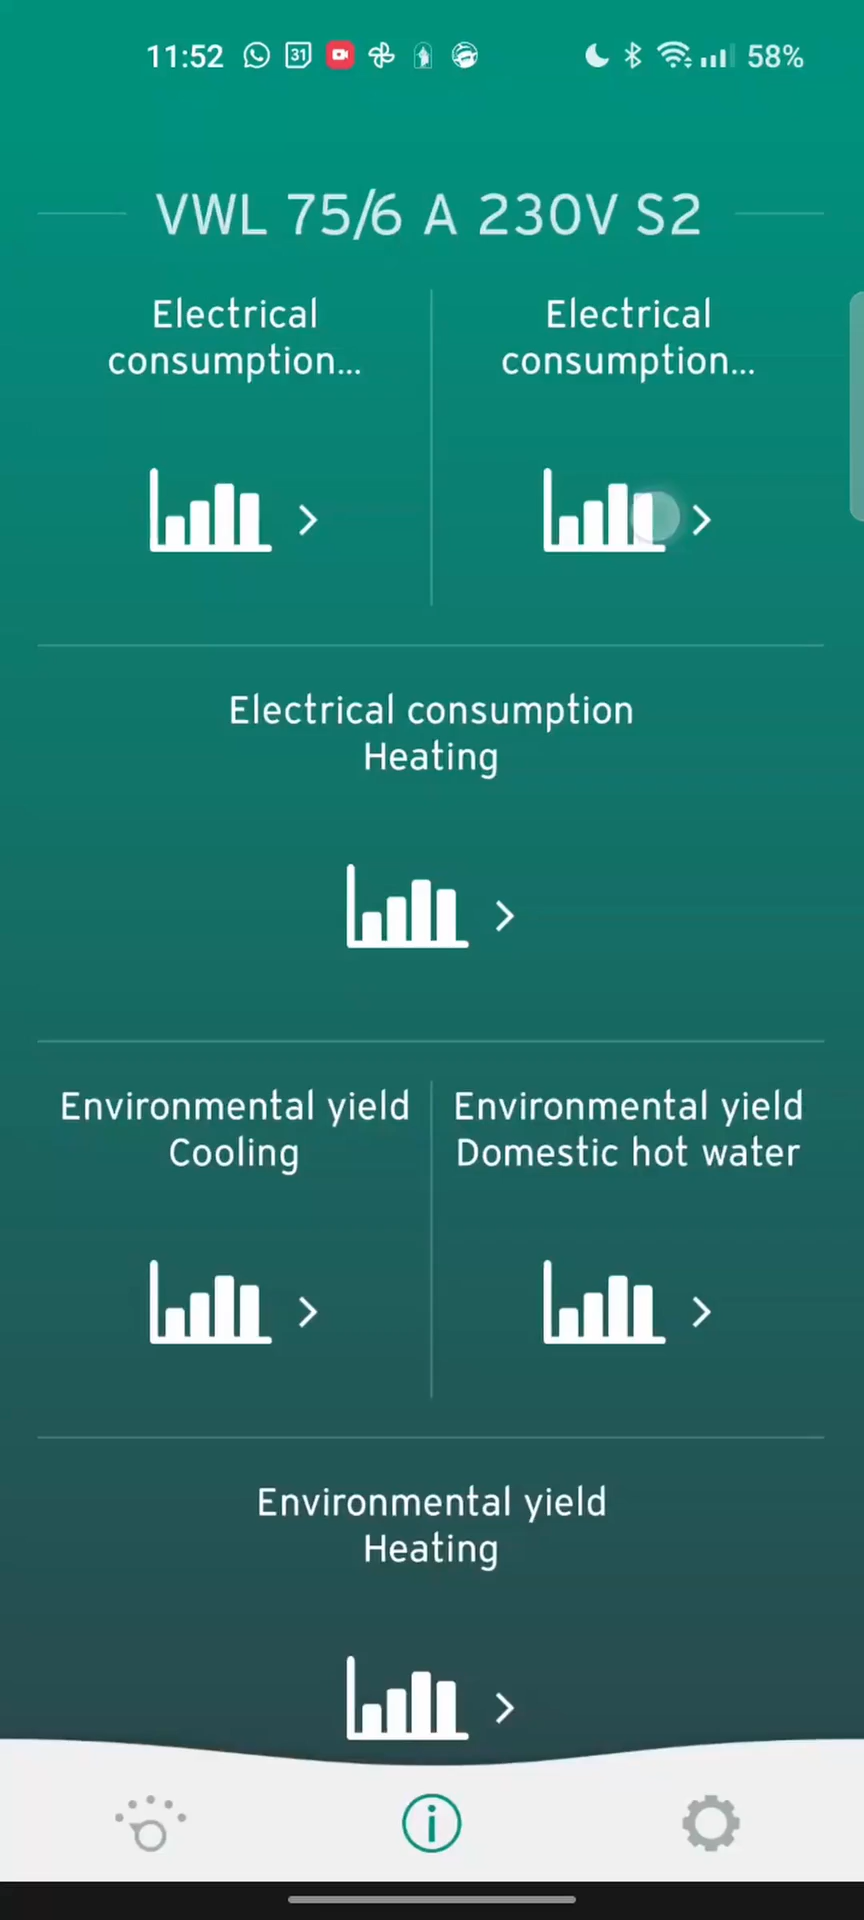 11:52 31 58%
VWL 75/6 A 230V S2
Electrical
consumption...
Electrical
consumption...
Electrical consumption
Heating
Environmental yield
Cooling
Environmental yield
Domestic hot water
Environmental yield
Heating